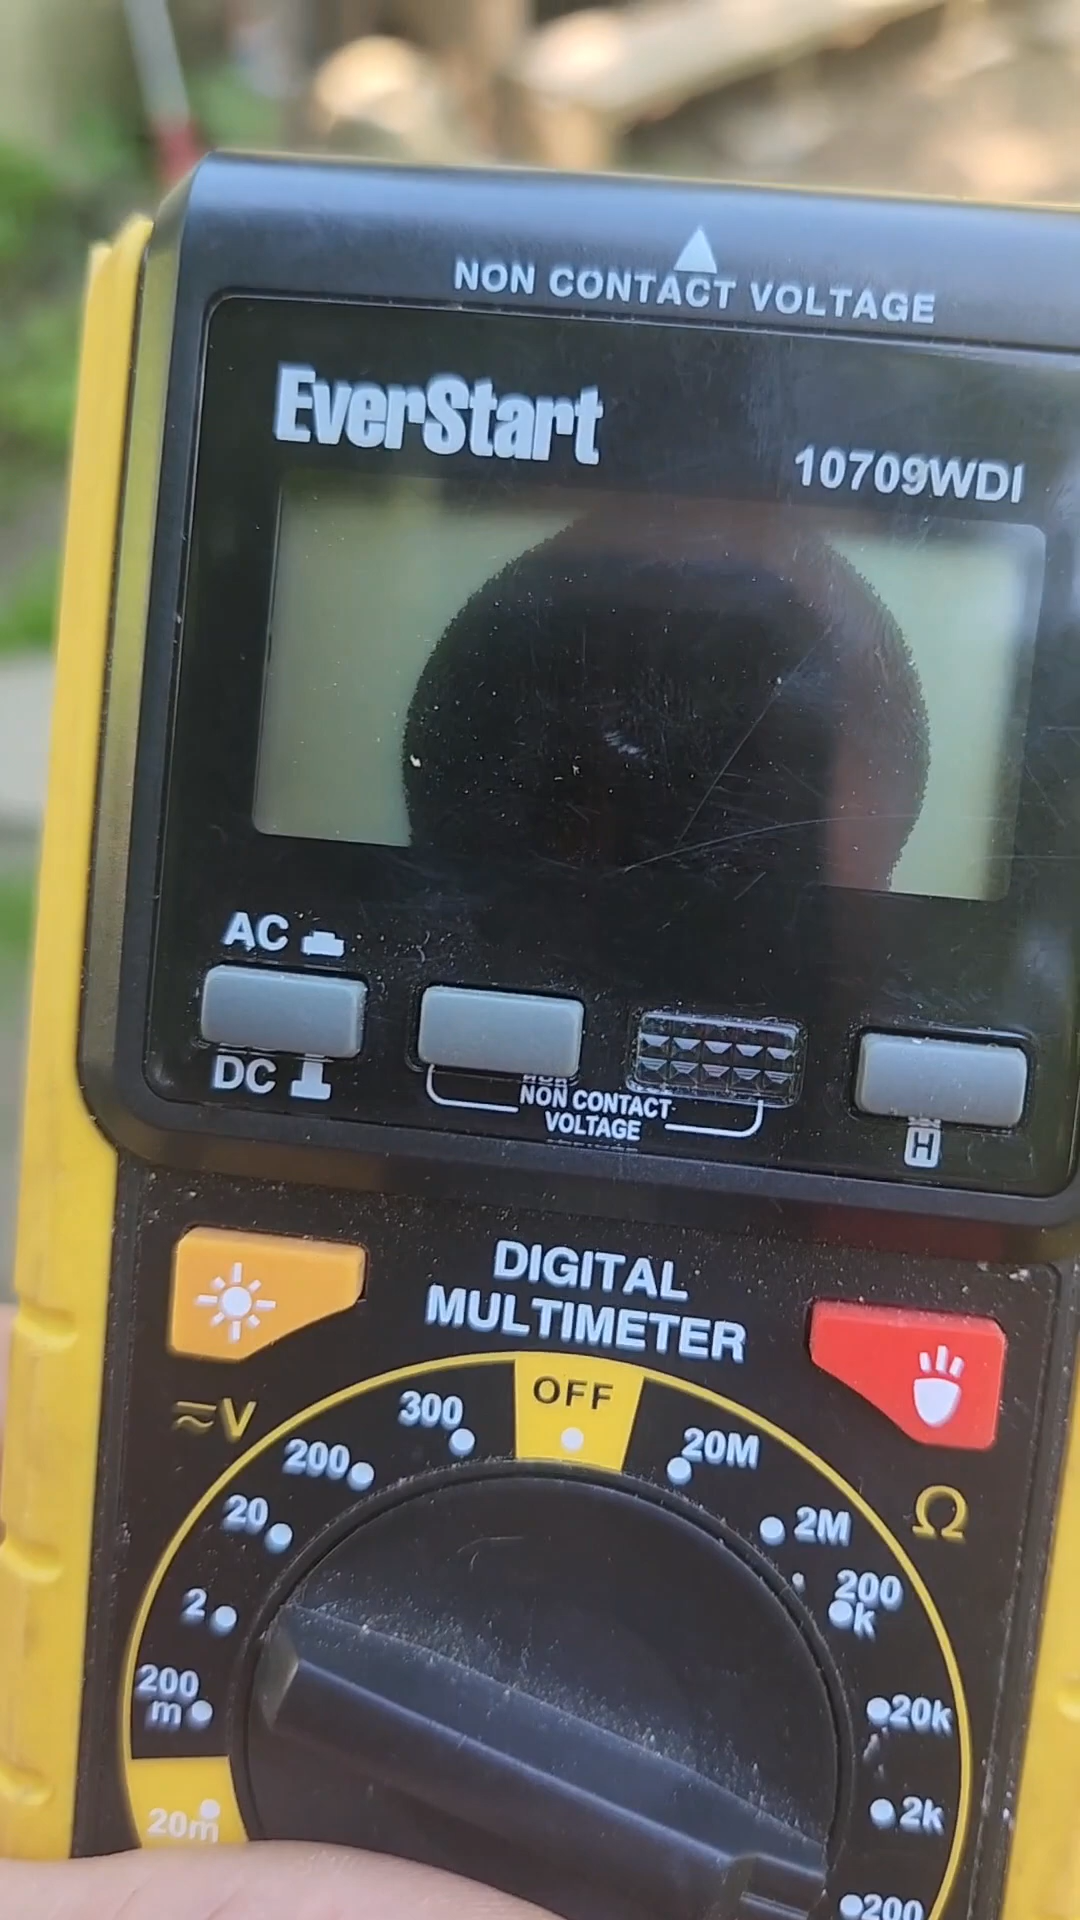 NON CONTACT VOLTAGE
EverStart
10709WDI
AC
DC
NON CONTACT
VOLTAGE
H
DIGITAL
MULTIMETER
OFF
V
300
200
20
2
200
m
20m
20M
2M
200
k
20k
2k
200
Ω